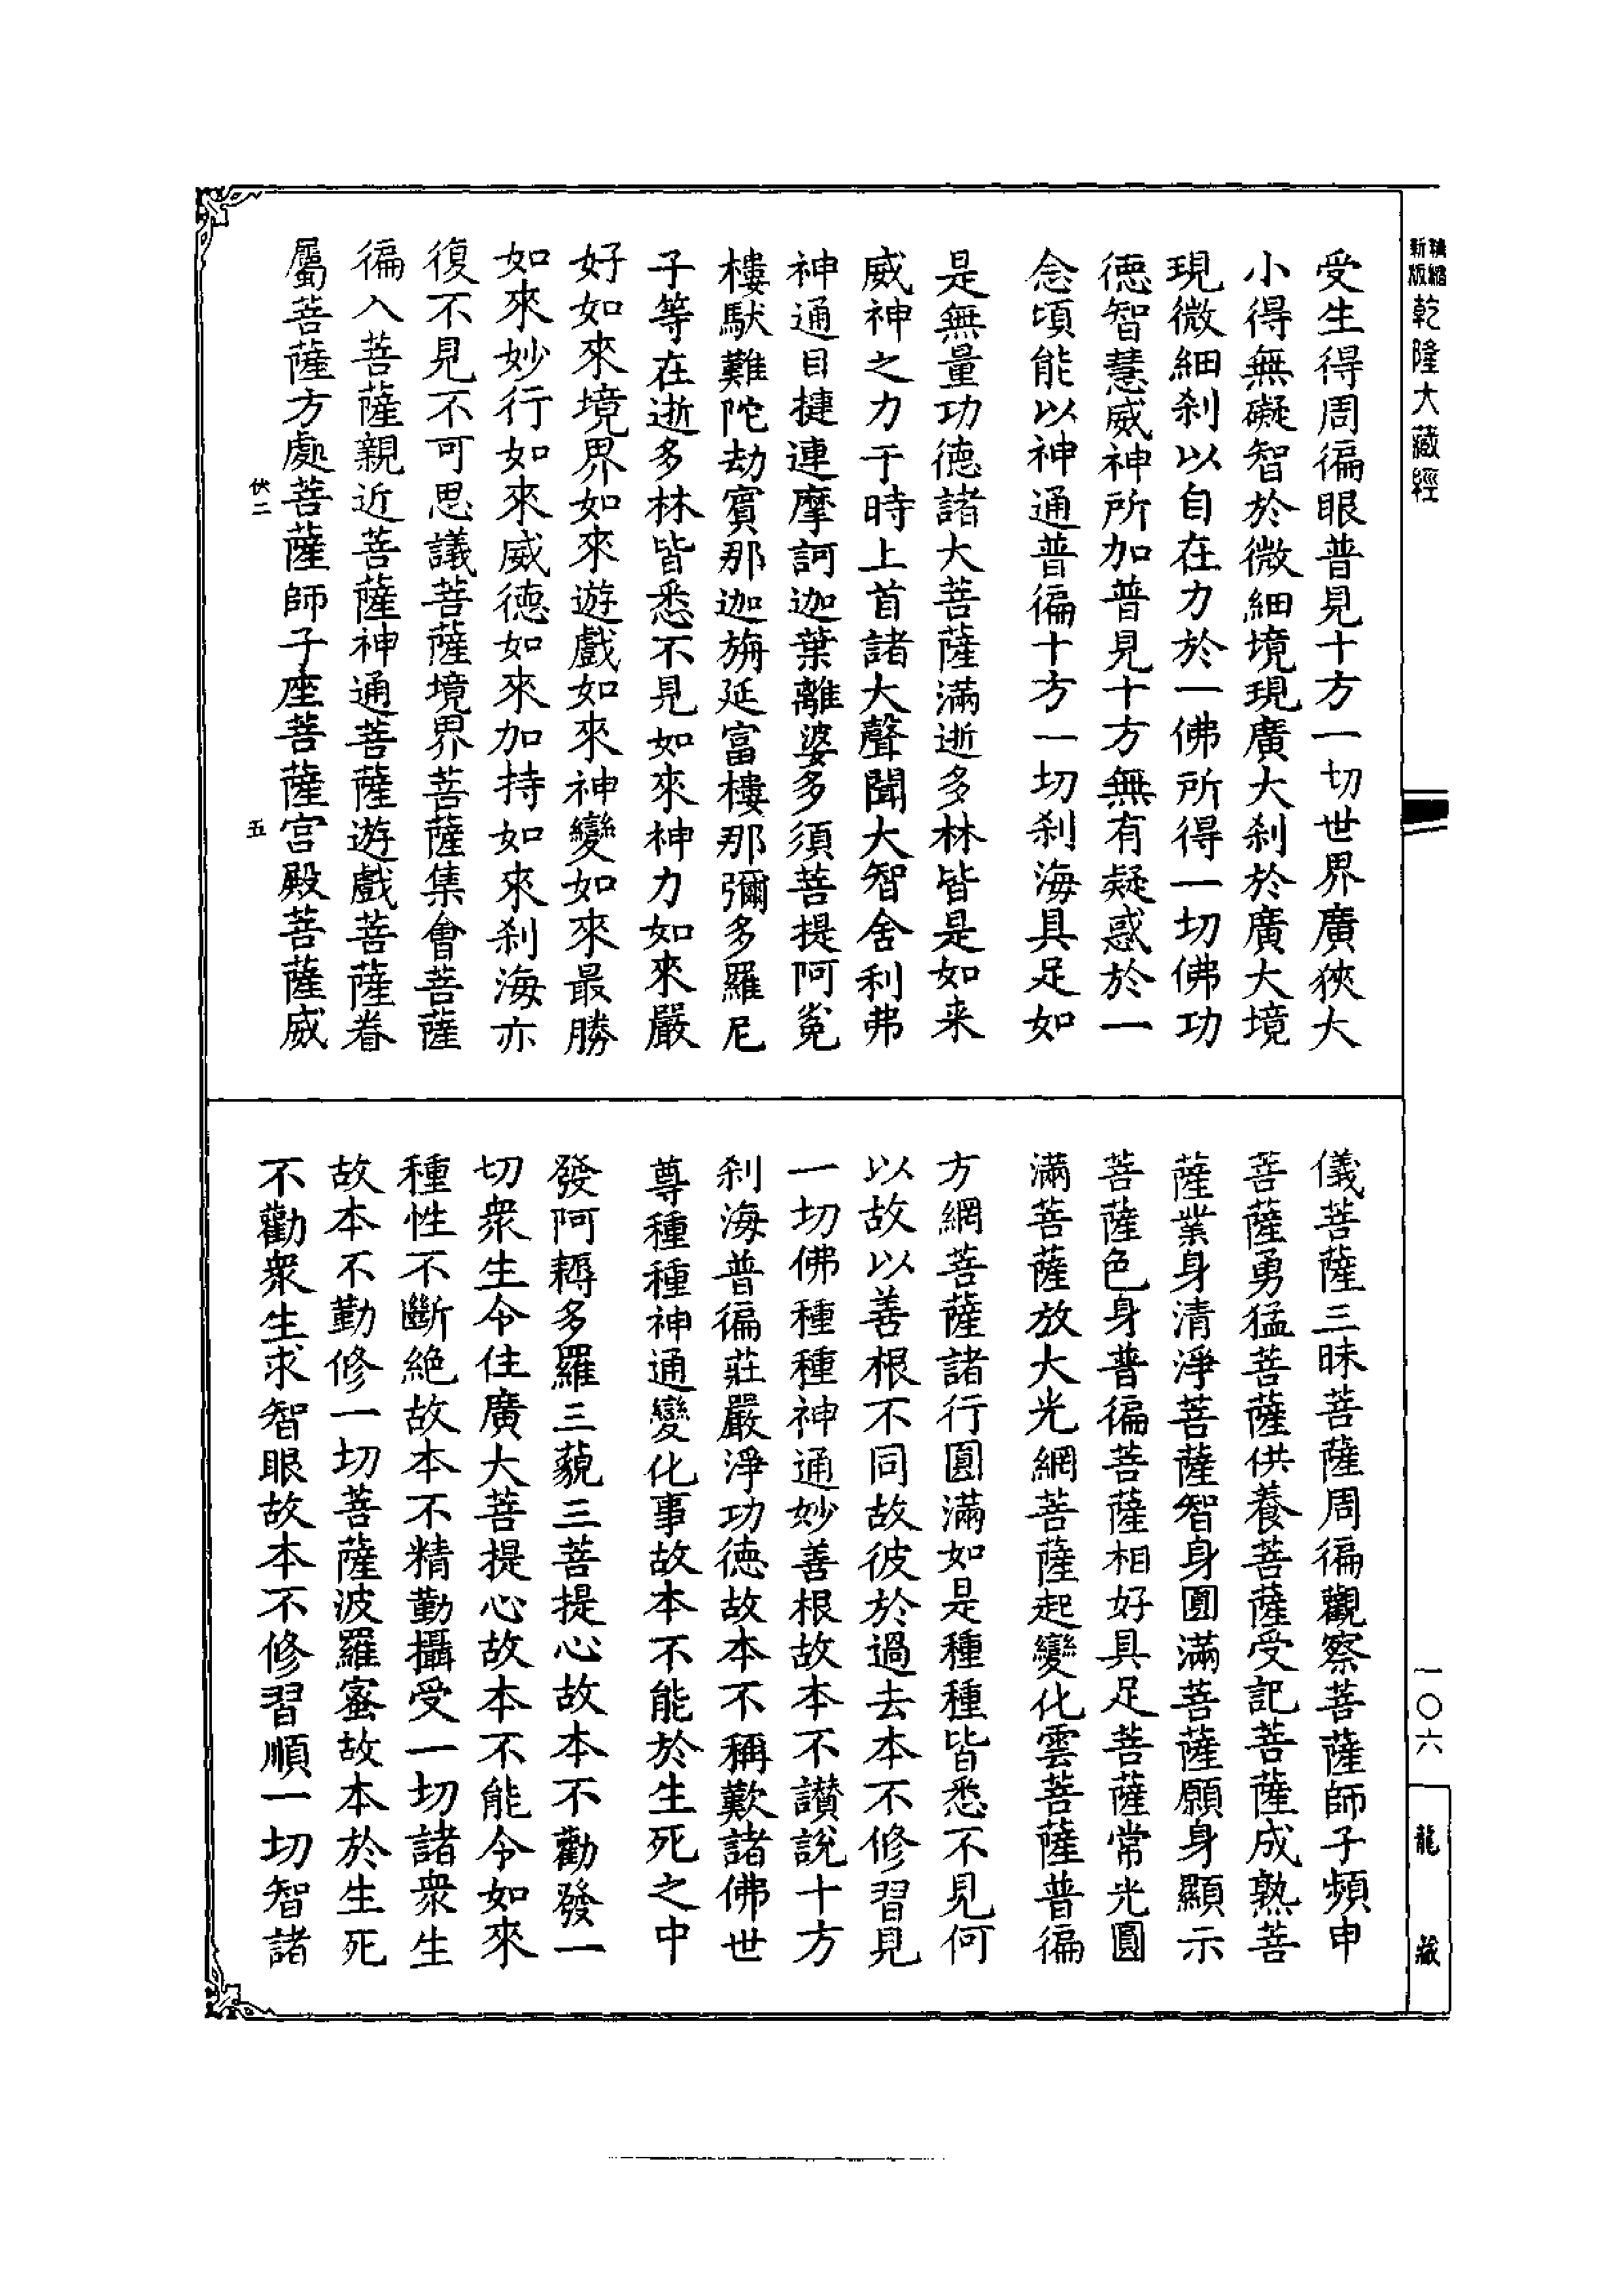 精縮
新版
乾隆大藏經
受生得周徧眼普見十方一切世界廣狹大
小得無礙智於微細境現廣大剎於廣大境
現微細剎以自在力於一佛所得一切佛功
德智慧威神所加普見十方無有疑惑於一
念頃能以神通普徧十方一切剎海具足如
是無量功德諸大菩薩滿逝多林皆是如来
威神之力于時上首諸大聲聞大智舍利弗
神通目揵連摩訶迦葉離婆多須菩提阿㝹
樓馱難陀劫賓那迦旃延富樓那彌多羅尼
子等在逝多林皆悉不見如來神力如來嚴
好如來境界如來遊戲如來神變如來最勝
如來妙行如來威德如來加持如來剎海亦
復不見不可思議菩薩境界菩薩集會菩薩
徧入菩薩親近菩薩神通菩薩遊戲菩薩眷
屬菩薩方處菩薩師子座菩薩宮殿菩薩威
伏二
五
儀菩薩三昧菩薩周徧觀察菩薩師子頻申
菩薩勇猛菩薩供養菩薩受記菩薩成熟菩
薩業身清淨菩薩智身圓滿菩薩願身顯示
菩薩色身普徧菩薩相好具足菩薩常光圓
滿菩薩放大光網菩薩起變化雲菩薩普徧
方網菩薩諸行圓滿如是種種皆悉不見何
以故以善根不同故彼於過去本不修習見
一切佛種種神通妙善根故本不讚說十方
剎海普徧莊嚴淨功德故本不稱歎諸佛世
尊種種神通變化事故本不能於生死之中
發阿耨多羅三藐三菩提心故本不勸發一
切衆生令住廣大菩提心故本不能令如來
種性不斷絕故本不精勤攝受一切諸衆生
故本不勤修一切菩薩波羅蜜故本於生死
不勸衆生求智眼故本不修習順一切智諸
一〇六
龍藏